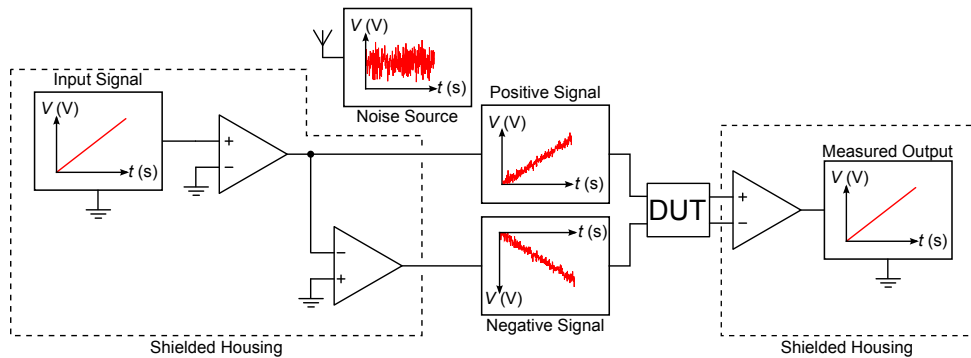 V (V)
t (s)
Noise Source
Input Signal
V (V)
t (s)
+
−
−
+
Shielded Housing
Positive Signal
V (V)
t (s)
t (s)
V (V)
Negative Signal
DUT
+
−
Measured Output
V (V)
t (s)
Shielded Housing